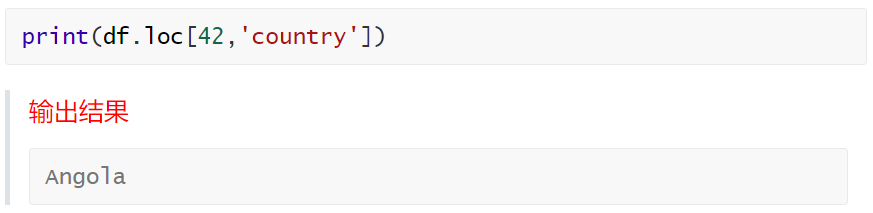 print(df.loc[42,'country'])
输出结果
Angola